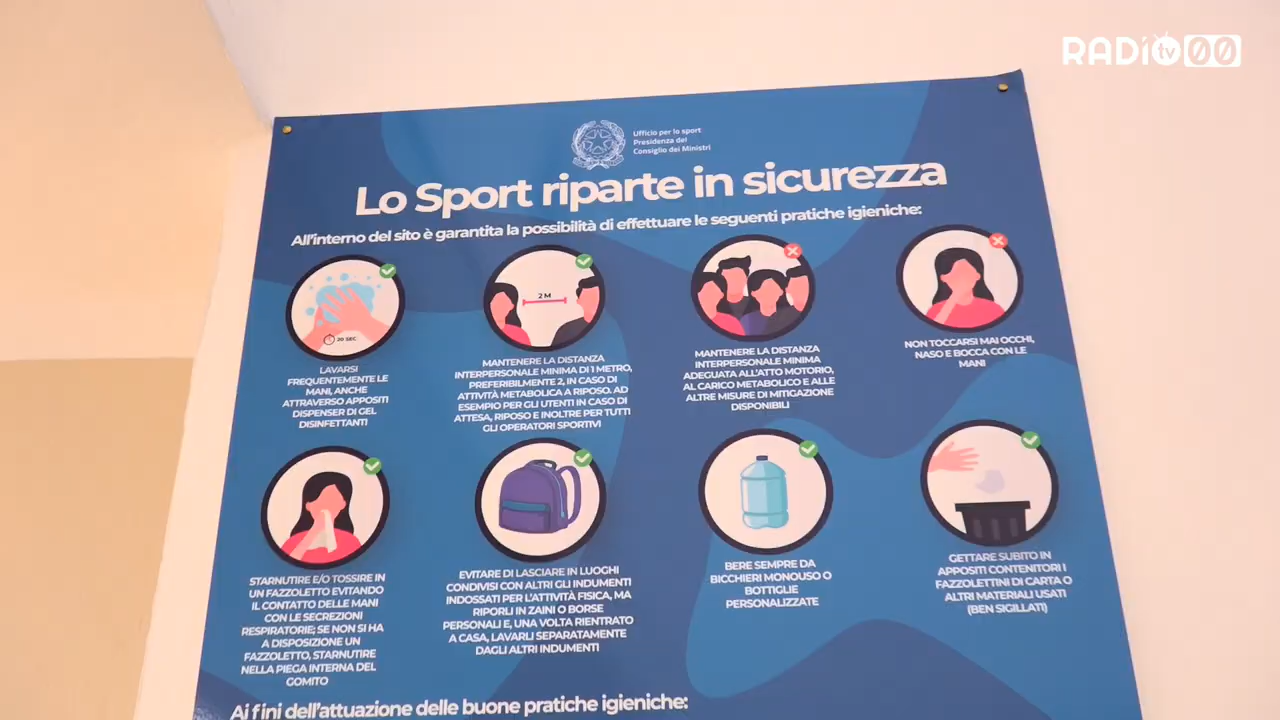 RADIO tv 00
Ufficio per lo sport
Presidenza del
Consiglio dei Ministri
Lo Sport riparte in sicurezza
All'interno del sito è garantita la possibilità di effettuare le seguenti pratiche igieniche:
20 SEC
LAVARSI
FREQUENTEMENTE LE
MANI, ANCHE
ATTRAVERSO APPOSITI
DISPENSER DI GEL
DISINFETTANTI
2 M
MANTENERE LA DISTANZA
INTERPERSONALE MINIMA DI 1 METRO,
PREFERIBILMENTE 2, IN CASO DI
ATTIVITÀ METABOLICA A RIPOSO. AD
ESEMPIO PER GLI UTENTI IN CASO DI
ATTESA, RIPOSO E INOLTRE PER TUTTI
GLI OPERATORI SPORTIVI
MANTENERE LA DISTANZA
INTERPERSONALE MINIMA
ADEGUATA ALL'ATTO MOTORIO,
AL CARICO METABOLICO E ALLE
ALTRE MISURE DI MITIGAZIONE
DISPONIBILI
NON TOCCARSI MAI OCCHI,
NASO E BOCCA CON LE
MANI
STARNUTIRE E/O TOSSIRE IN
UN FAZZOLETTO EVITANDO
IL CONTATTO DELLE MANI
CON LE SECREZIONI
RESPIRATORIE; SE NON SI HA
A DISPOSIZIONE UN
FAZZOLETTO, STARNUTIRE
NELLA PIEGA INTERNA DEL
GOMITO
EVITARE DI LASCIARE IN LUOGHI
CONDIVISI CON ALTRI GLI INDUMENTI
INDOSSATI PER L'ATTIVITÀ FISICA, MA
RIPORLI IN ZAINI O BORSE
PERSONALI E, UNA VOLTA RIENTRATO
A CASA, LAVARLI SEPARATAMENTE
DAGLI ALTRI INDUMENTI
BERE SEMPRE DA
BICCHIERI MONOUSO O
BOTTIGLIE
PERSONALIZZATE
GETTARE SUBITO IN
APPOSITI CONTENITORI I
FAZZOLETTINI DI CARTA O
ALTRI MATERIALI USATI
(BEN SIGILLATI)
Ai fini dell'attuazione delle buone pratiche igieniche: